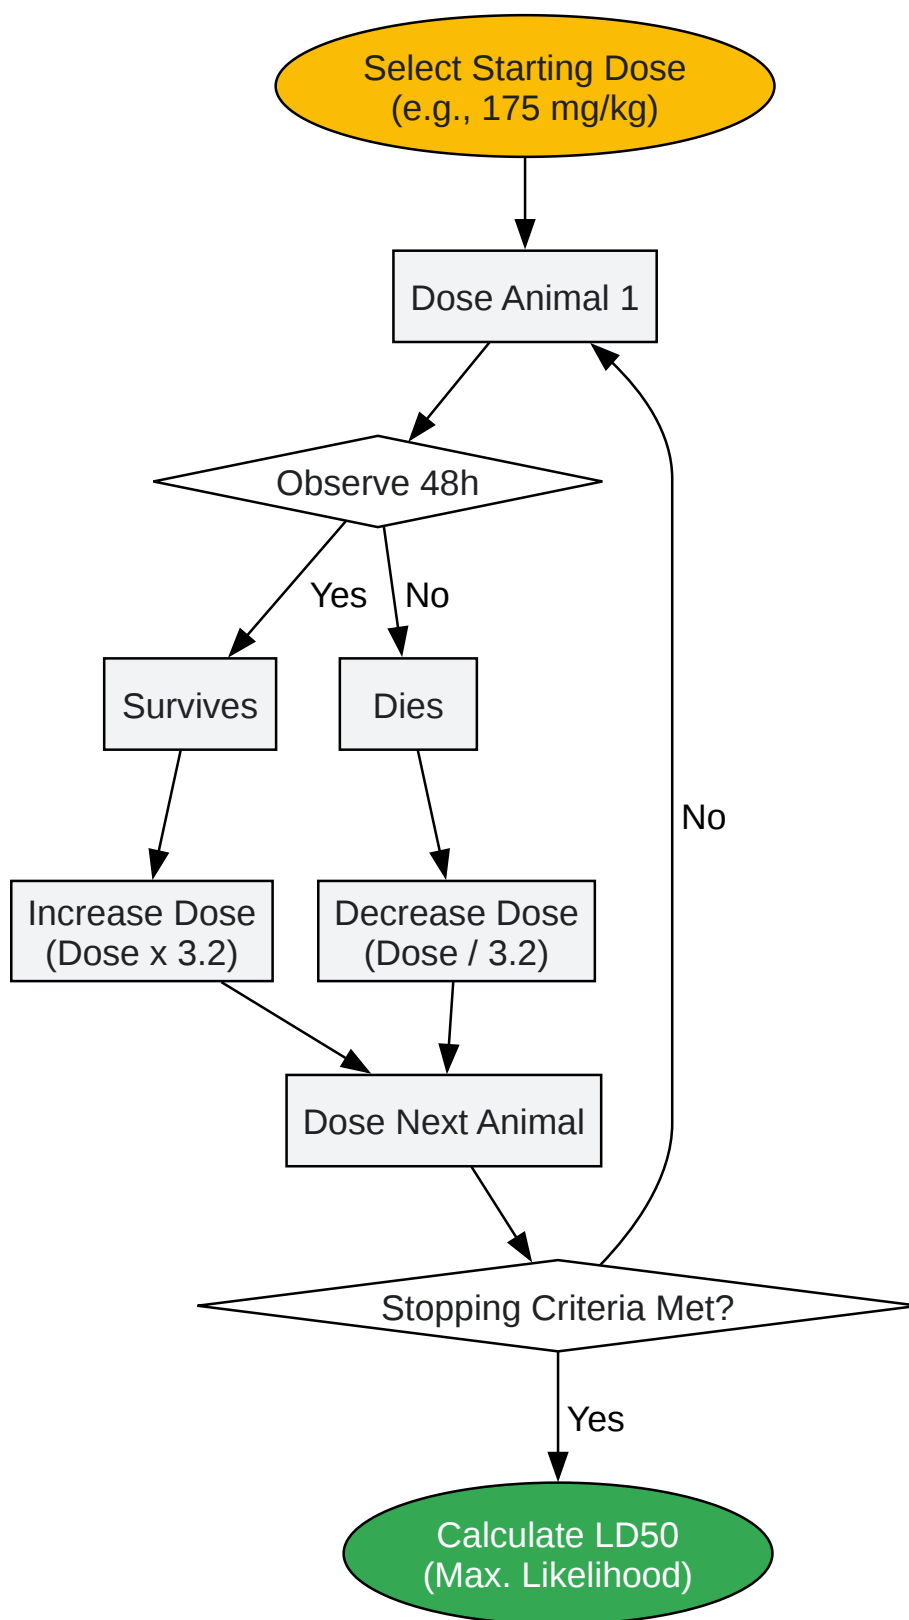 Select Starting Dose
(e.g., 175 mg/kg)
Dose Animal 1
Observe 48h
Yes
No
Survives
Dies
No
Increase Dose
(Dose x 3.2)
Decrease Dose
(Dose / 3.2)
Dose Next Animal
Stopping Criteria Met?
Yes
Calculate LD50
(Max. Likelihood)